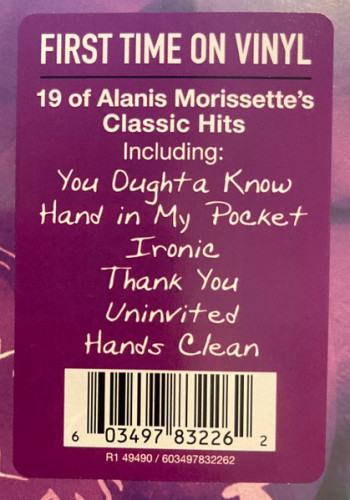 FIRST TIME ON VINYL
19 of Alanis Morissette's
Classic Hits
Including:
You Oughta Know
Hand in My Pocket
Ironic
Thank You
Uninvited
Hands Clean
6 03497 83226 2
R1 49490 / 603497832262